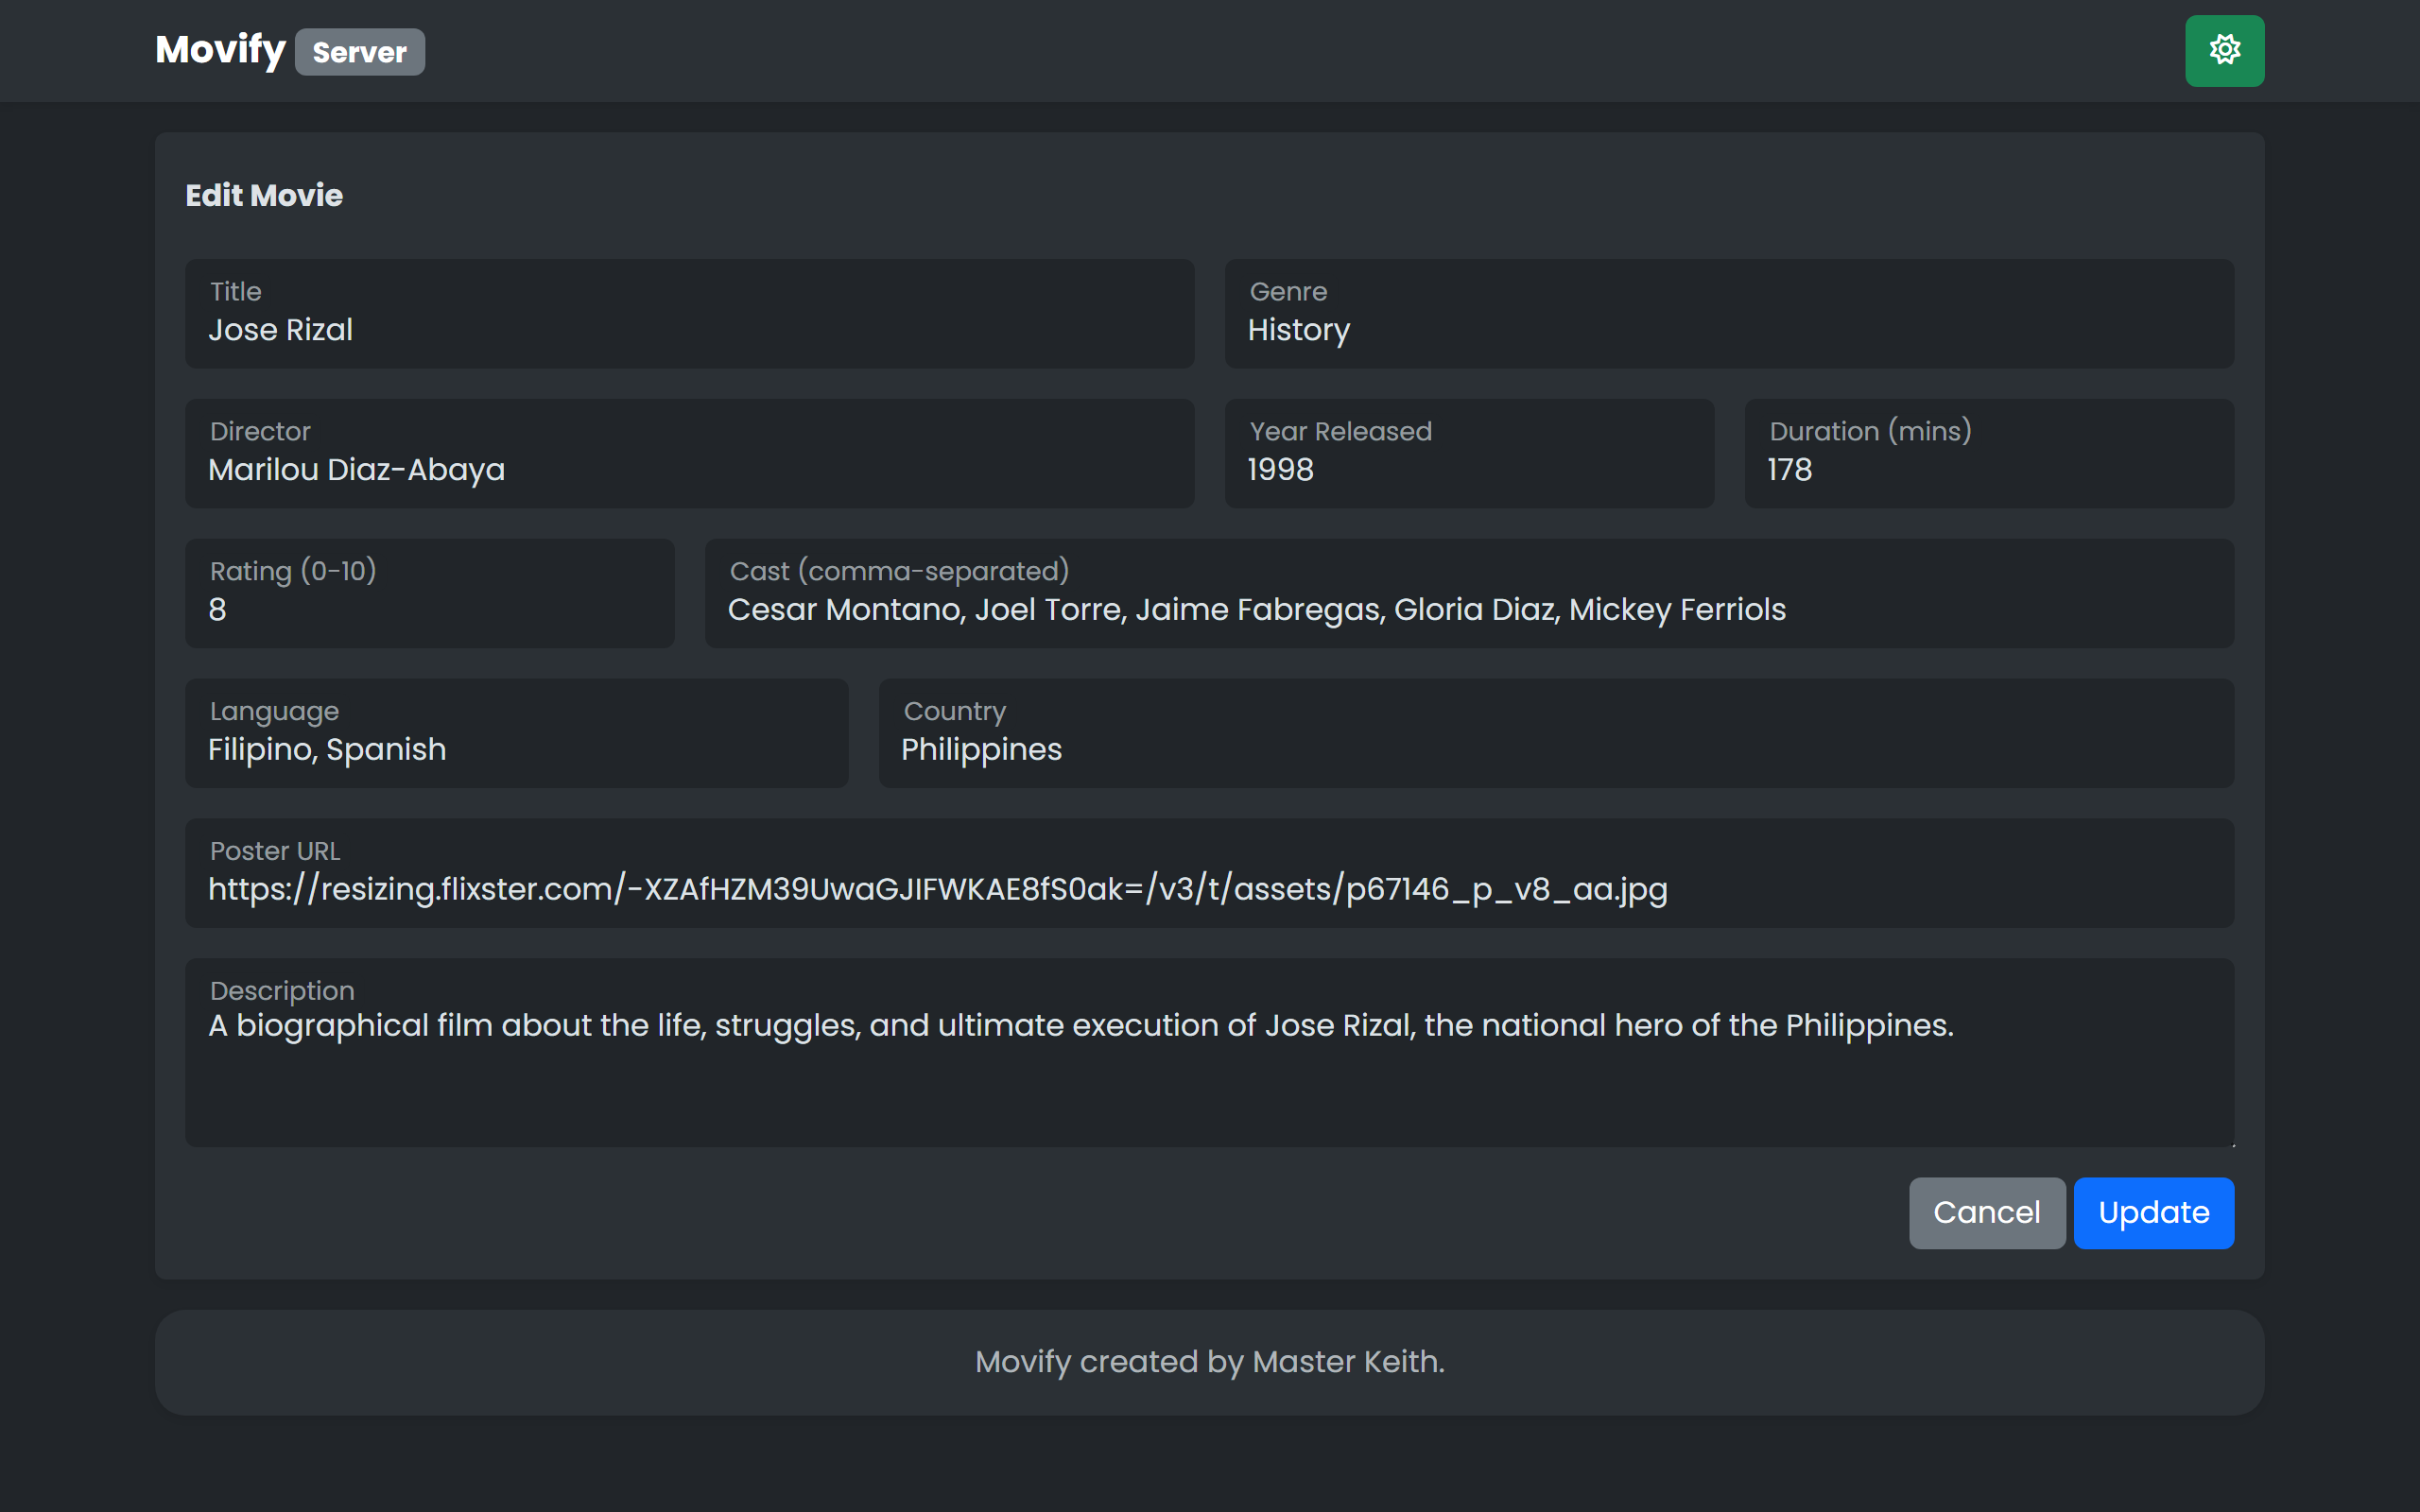 Movify Server
Edit Movie
Title
Jose Rizal
Genre
History
Director
Marilou Diaz-Abaya
Year Released
1998
Duration (mins)
178
Rating (0-10)
8
Cast (comma-separated)
Cesar Montano, Joel Torre, Jaime Fabregas, Gloria Diaz, Mickey Ferriols
Language
Filipino, Spanish
Country
Philippines
Poster URL
https://resizing.flixster.com/-XZAfHZM39UwaGJIFWKAE8fS0ak=/v3/t/assets/p67146_p_v8_aa.jpg
Description
A biographical film about the life, struggles, and ultimate execution of Jose Rizal, the national hero of the Philippines.
Cancel
Update
Movify created by Master Keith.